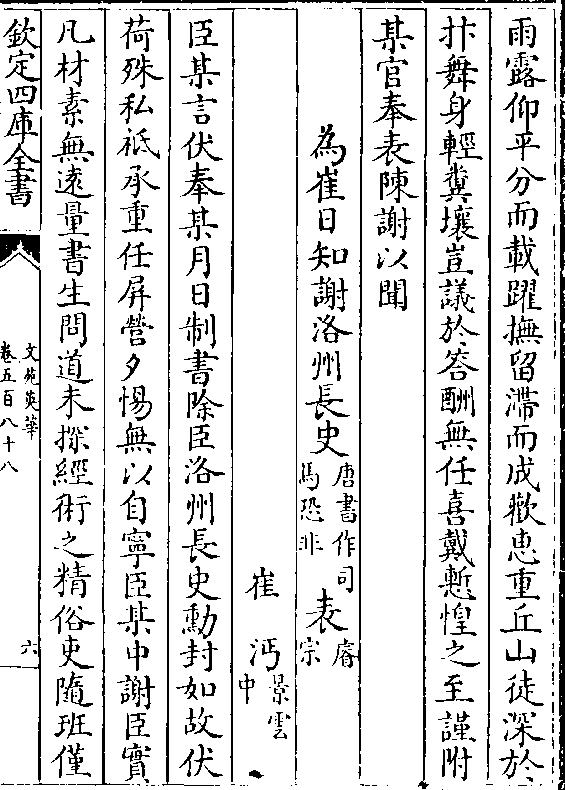 雨露仰平分而載躍撫留滯而成歡惠重丘山徒深於
抃舞身輕糞壤豈議於荅酬無任喜戴慙惶之至謹附
某官奉表陳謝以聞
為崔日知謝洛州長史唐書作司馬恐非表睿宗
崔沔景雲中
臣某言伏奉某月日制書除臣洛州長史勳封如故伏
荷殊私祗承重任屏營夕惕無以自寧臣某中謝臣實
凡材素無遠量書生問道未探經術之精俗吏隨班僅
欽定四庫全書
文苑英華
卷五百八十八
六